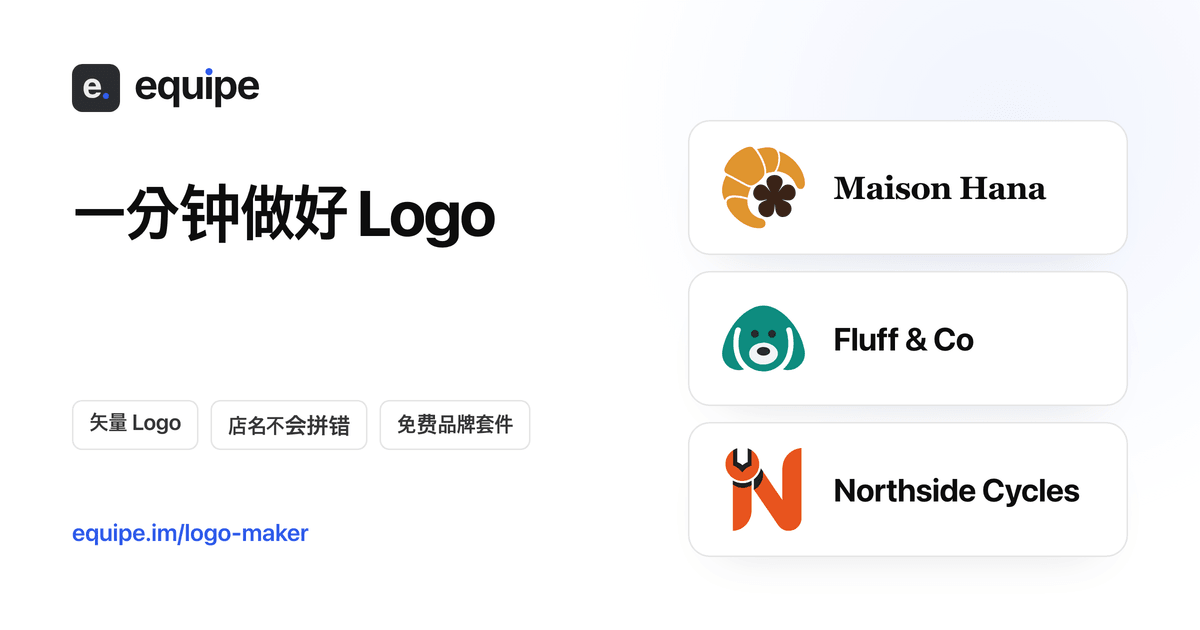 e. equipe
一分钟做好 Logo
矢量 Logo
店名不会拼错
免费品牌套件
equipe.im/logo-maker
Maison Hana
Fluff & Co
Northside Cycles